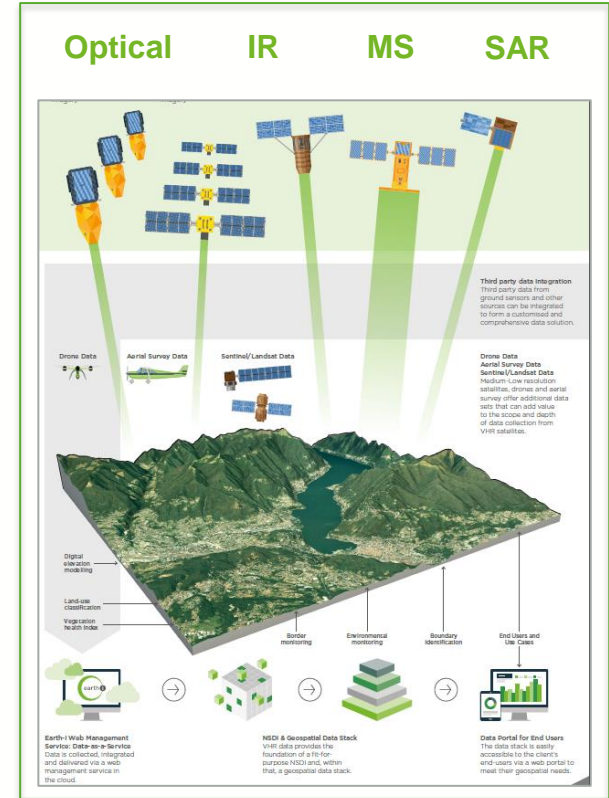 Optical IR MS SAR
Third party data integration
Third party data from
ground sensors and other
sources can be integrated
to form a customised and
comprehensive data solution.
Drone Data
Aerial Survey Data
Sentinel/Landsat Data
Drone Data
Aerial Survey Data
Sentinel/Landsat Data
Medium-Low resolution
satellites, drones and aerial
survey offer additional data
sets that can add value
to the scope and depth
of data collection from
VHR satellites.
Digital
elevation
modelling
Land-use
classification
Vegetation
health index
Border
monitoring
Environmental
monitoring
Boundary
identification
End Users and
Use Cases
earth i
Earth-i Web Management
Service: Data-as-a-Service
Data is collected, integrated
and delivered via a web
management service in
the cloud.
NSDI & Geospatial Data Stack
VHR data provides the
foundation of a fit-for-
purpose NSDI and, within
that, a geospatial data stack.
Data Portal for End Users
The data stack is easily
accessible to the client's
end-users via a web portal to
meet their geospatial needs.